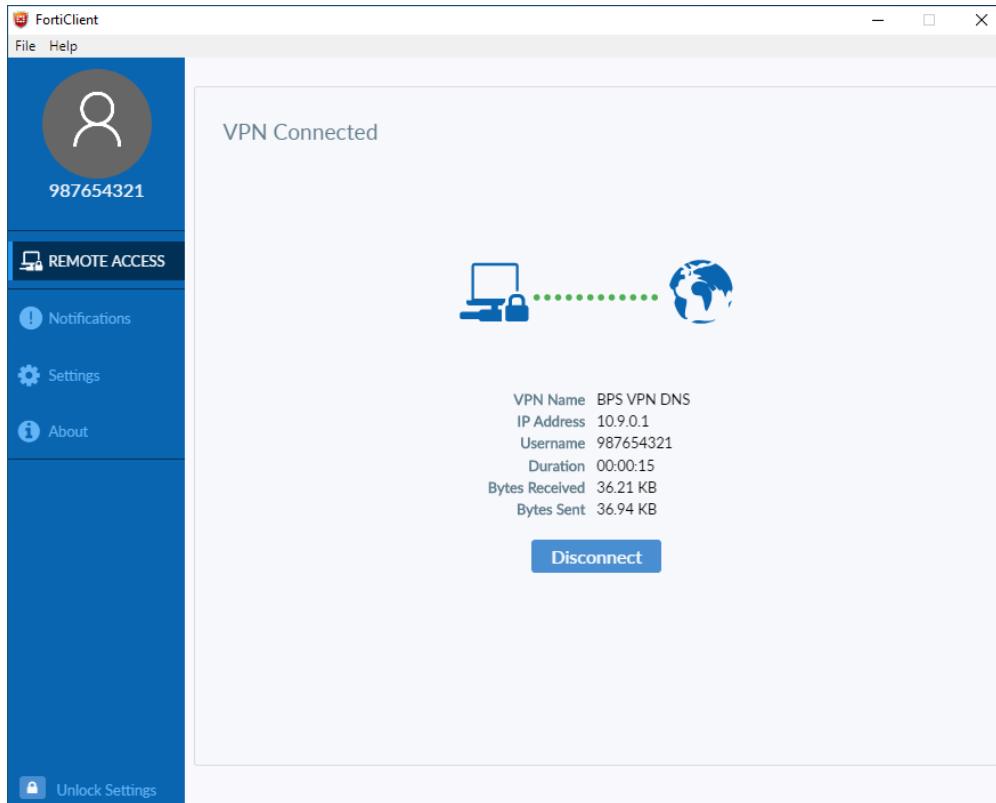 FortiClient
File Help
987654321
REMOTE ACCESS
Notifications
Settings
About
Unlock Settings
VPN Connected
VPN Name BPS VPN DNS
IP Address 10.9.0.1
Username 987654321
Duration 00:00:15
Bytes Received 36.21 KB
Bytes Sent 36.94 KB
Disconnect